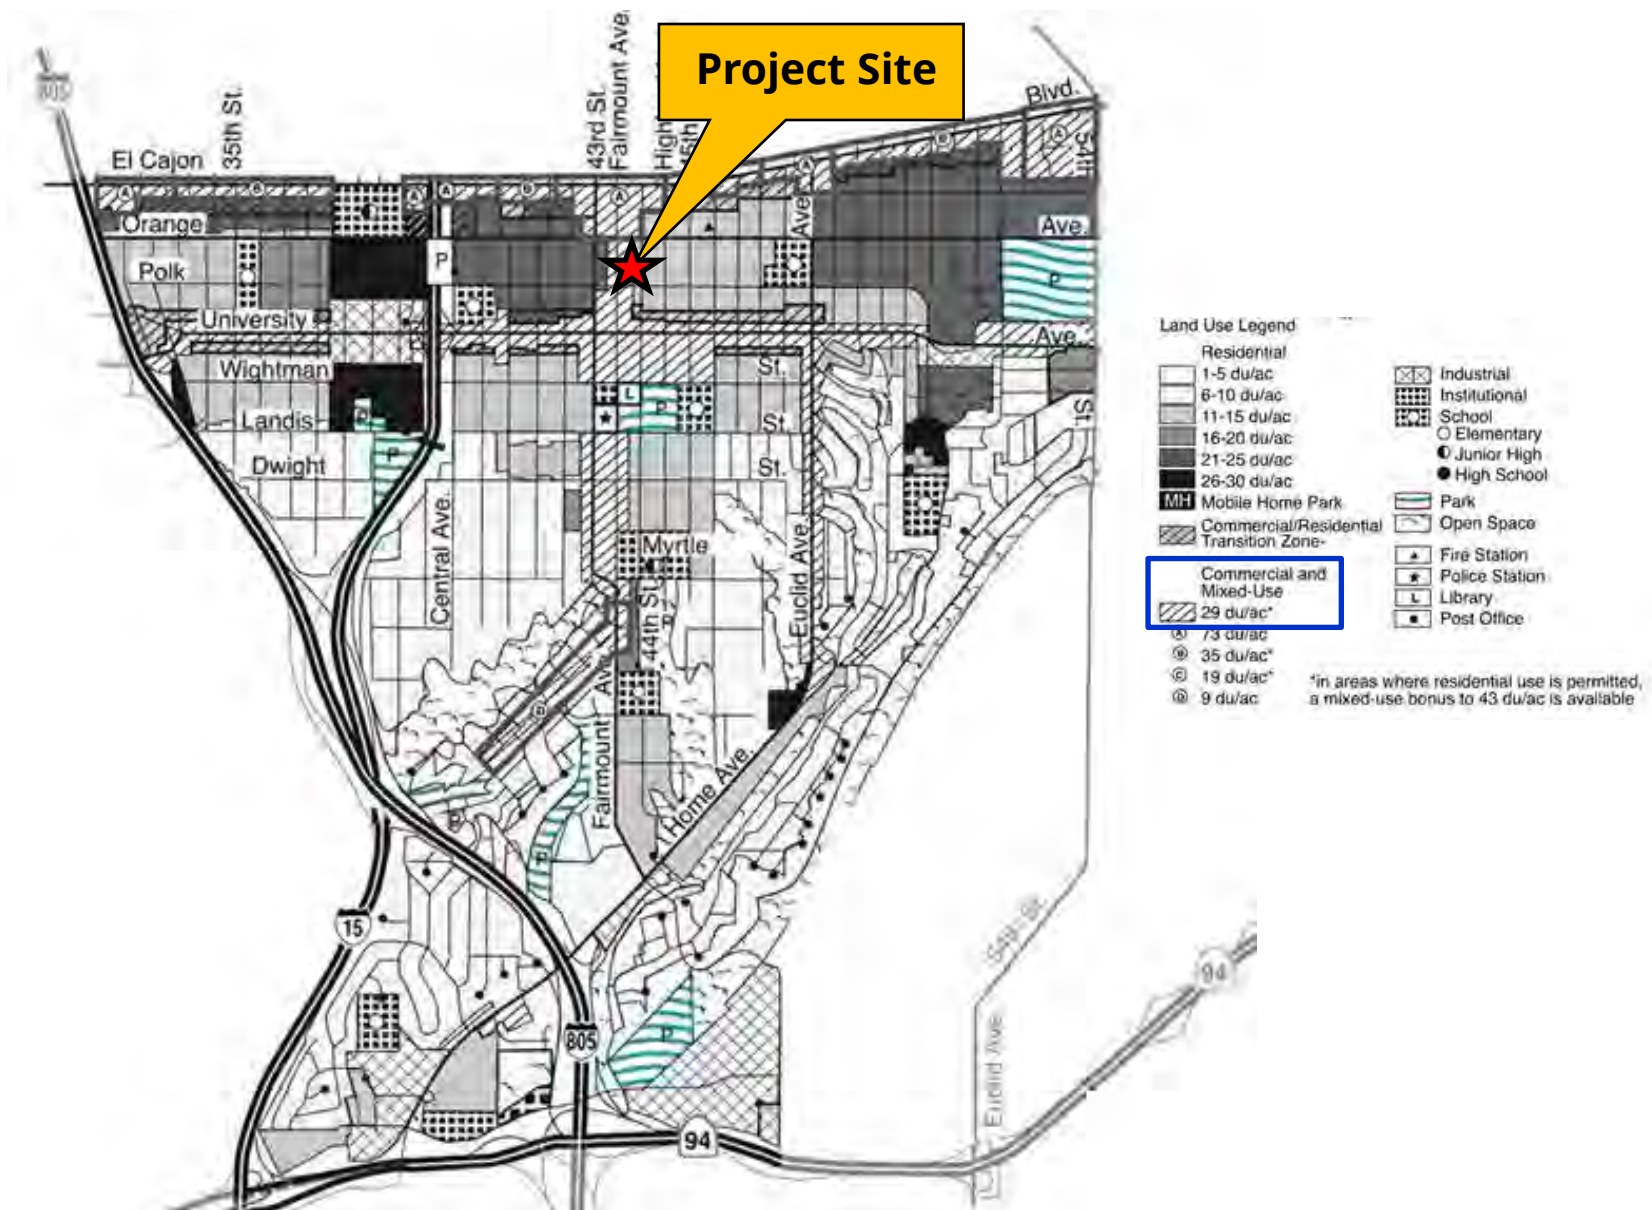 Project Site
805
35th St.
43rd St.
Fairmount Ave.
High
45th
Blvd.
54th
El Cajon
A
B
A
A
B
A
A
B
A
Orange
Ave.
Ave.
Polk
P
P
University
Ave.
Wightman
St.
L
P
Landis
St.
St.
P
Dwight
St.
Central Ave.
Myrtle
Euclid Ave.
44th St.
P
Fairmount Ave.
D
Home Ave.
P
P
15
54th St.
94
805
P
Euclid Ave.
94
Land Use Legend
Residential
1-5 du/ac
6-10 du/ac
11-15 du/ac
16-20 du/ac
21-25 du/ac
26-30 du/ac
MH Mobile Home Park
Commercial/Residential
Transition Zone-
Commercial and
Mixed-Use
29 du/ac*
A 73 du/ac
B 35 du/ac*
C 19 du/ac*
D 9 du/ac
Industrial
Institutional
School
Elementary
Junior High
High School
Park
Open Space
Fire Station
Police Station
L Library
Post Office
*in areas where residential use is permitted,
a mixed-use bonus to 43 du/ac is available